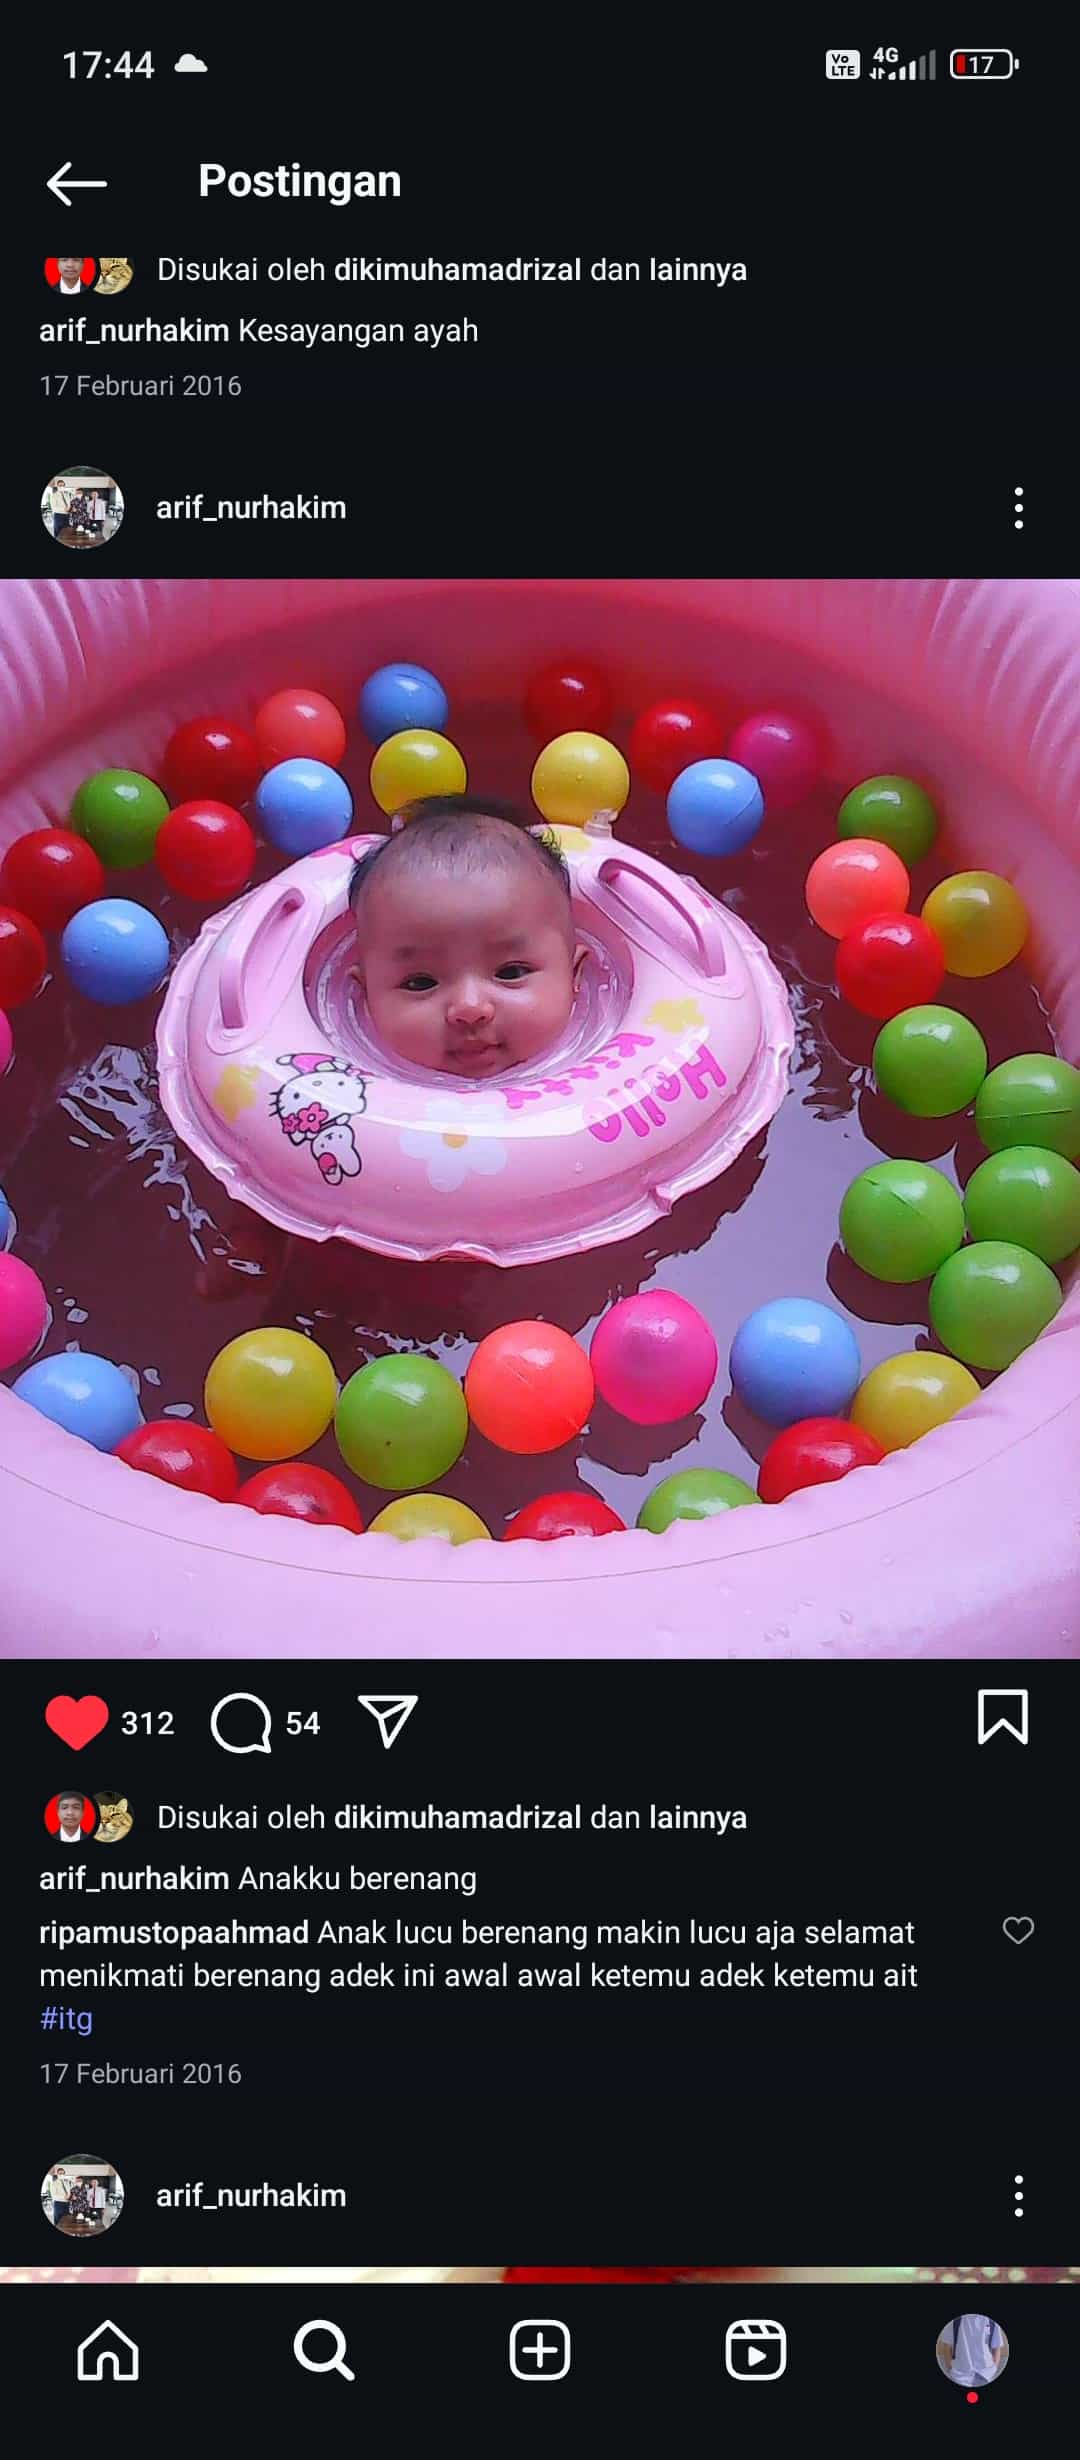 17:44
Vo LTE 4G 17
Postingan
Disukai oleh dikimuhamadrizal dan lainnya
arif_nurhakim Kesayangan ayah
17 Februari 2016
arif_nurhakim
Hello
Kitty
312 54
Disukai oleh dikimuhamadrizal dan lainnya
arif_nurhakim Anakku berenang
ripamustopaahmad Anak lucu berenang makin lucu aja selamat
menikmati berenang adek ini awal awal ketemu adek ketemu ait
#itg
17 Februari 2016
arif_nurhakim